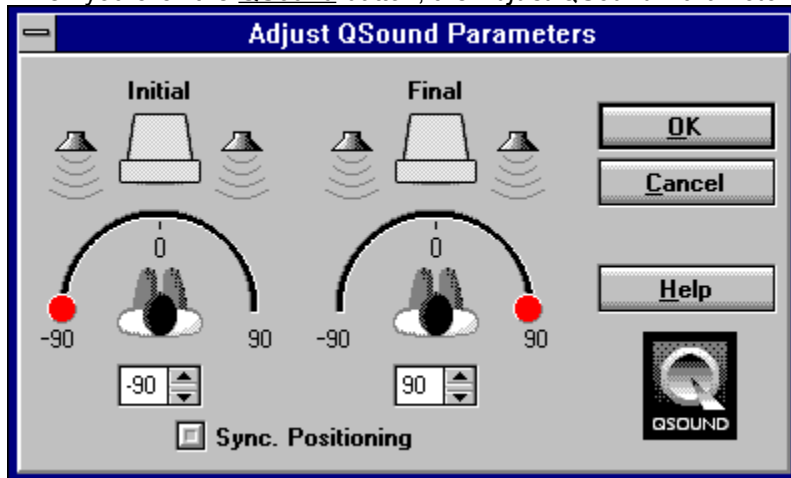 Adjust QSound Parameters
Initial
Final
OK
Cancel
Help
0
0
-90
90
-90
90
-90
90
Sync. Positioning
QSOUND